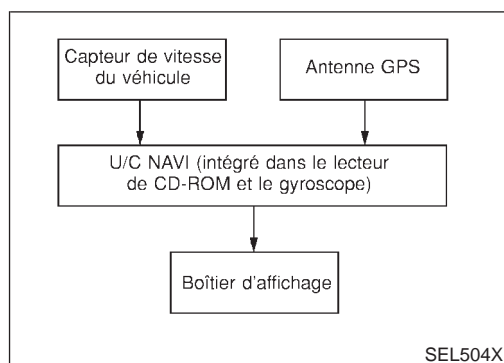 Capteur de vitesse
du véhicule
Antenne GPS
U/C NAVI (intégré dans le lecteur
de CD-ROM et le gyroscope)
Boîtier d'affichage
SEL504X